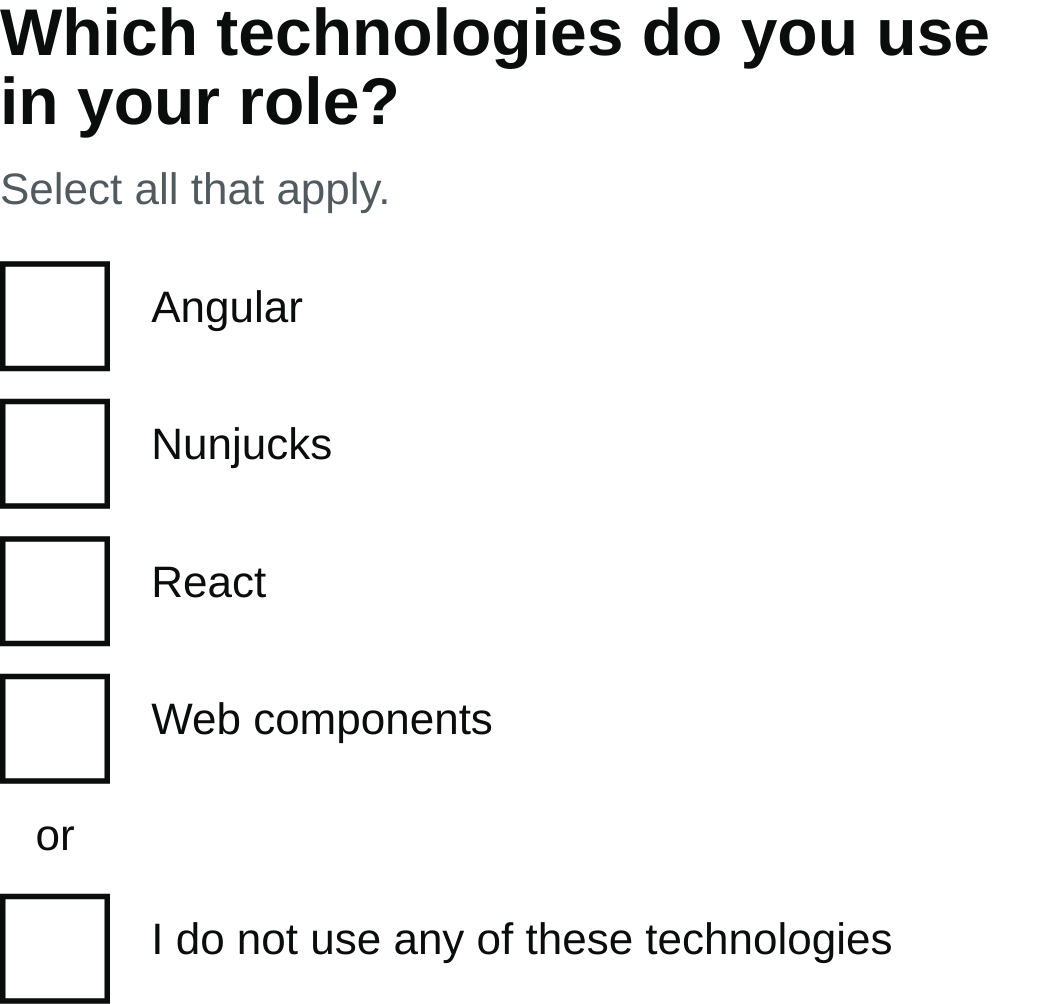 Which technologies do you use
in your role?
Select all that apply.
Angular
Nunjucks
React
Web components
or
I do not use any of these technologies